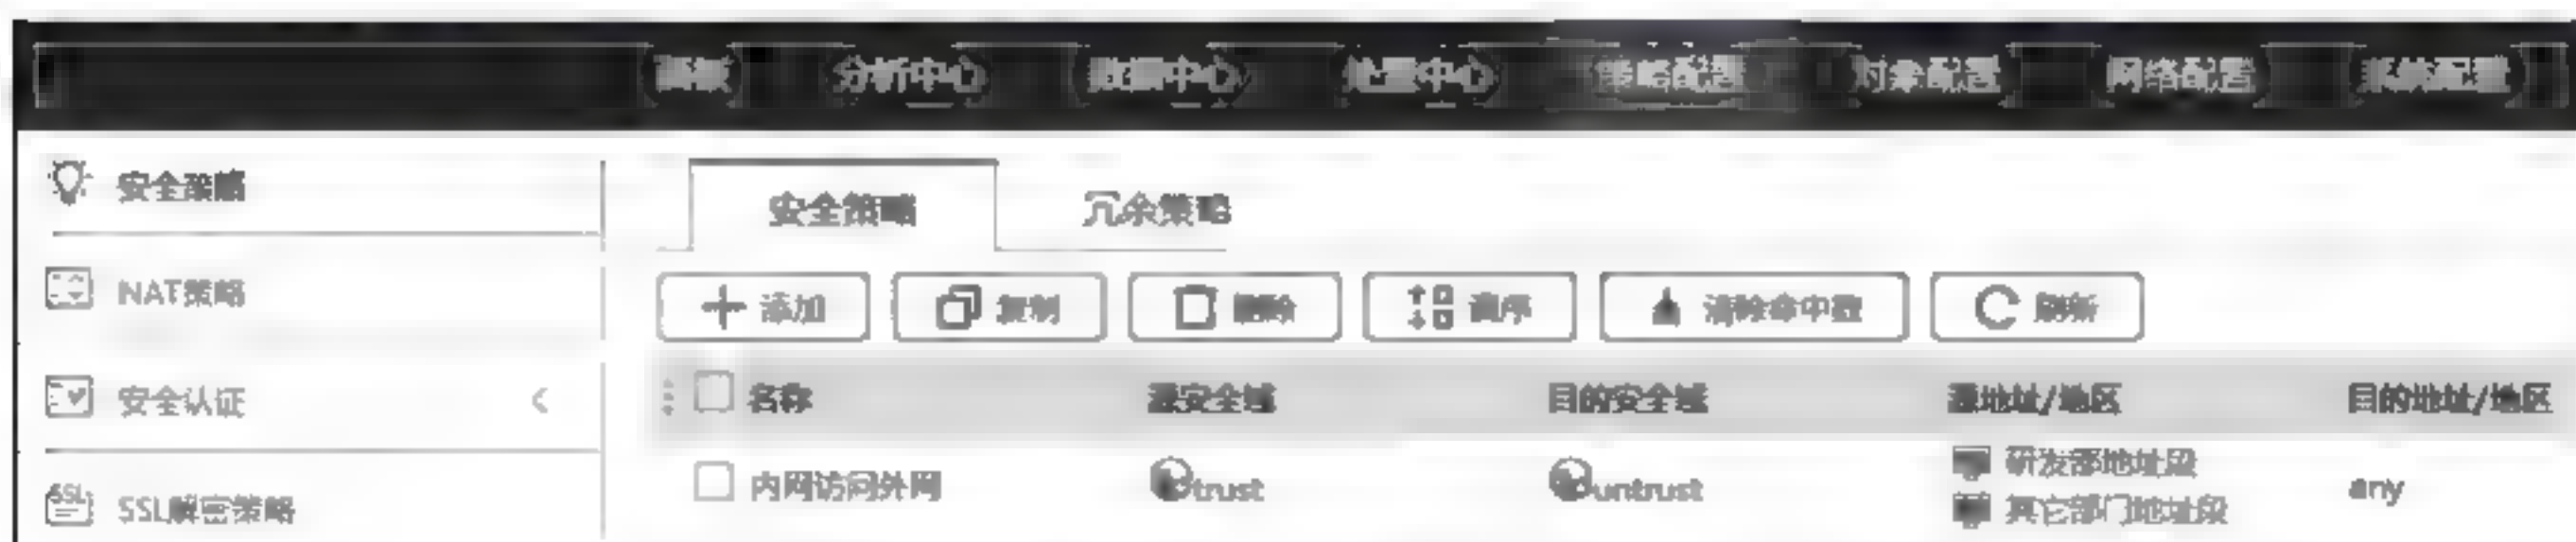 面板 分析中心 数据中心 处置中心 策略配置 对象配置 网络配置 系统配置
安全策略
NAT策略
安全认证
SSL解密策略
安全策略 冗余策略
添加 复制 删除 调序 清除命中数 刷新
名称 源安全域 目的安全域 源地址/地区 目的地址/地区
内网访问外网 trust untrust 研发部地址段 any
其它部门地址段